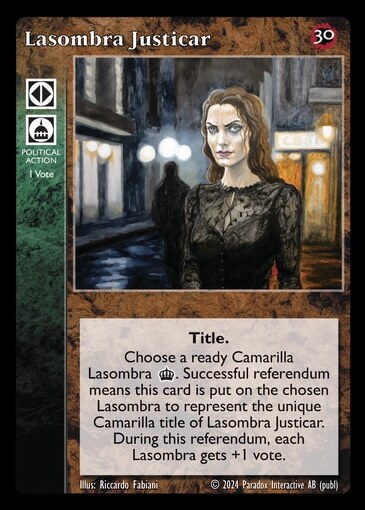 Lasombra Justicar
30
POLITICAL
ACTION
1 Vote
Title.
Choose a ready Camarilla
Lasombra . Successful referendum
means this card is put on the chosen
Lasombra to represent the unique
Camarilla title of Lasombra Justicar.
During this referendum, each
Lasombra gets +1 vote.
Illus: Riccardo Fabiani
© 2024 Paradox Interactive AB (publ)